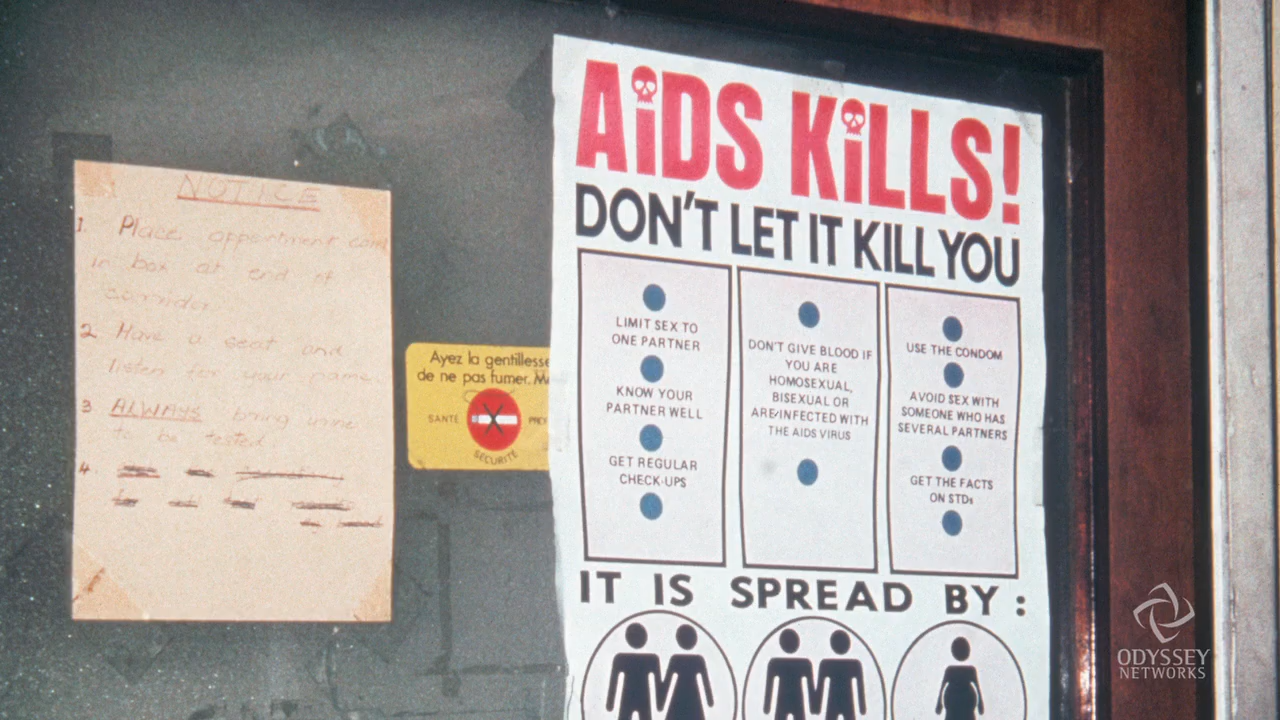 NOTICE
1. Place appointment card
in box at end of
corridor
2 Have a seat and
listen for your name.
3. ALWAYS bring urine
to be tested
4.
Ayez la gentillesse
de ne pas fumer.
SANTÉ
SÉCURITÉ
AiDS KiLLS!
DON'T LET IT KILL YOU
LIMIT SEX TO
ONE PARTNER
KNOW YOUR
PARTNER WELL
GET REGULAR
CHECK-UPS
DON'T GIVE BLOOD IF
YOU ARE
HOMOSEXUAL,
BISEXUAL OR
ARE/INFECTED WITH
THE AIDS VIRUS
USE THE CONDOM
AVOID SEX WITH
SOMEONE WHO HAS
SEVERAL PARTNERS
GET THE FACTS
ON STDs
IT IS SPREAD BY:
ODYSSEY
NETWORKS